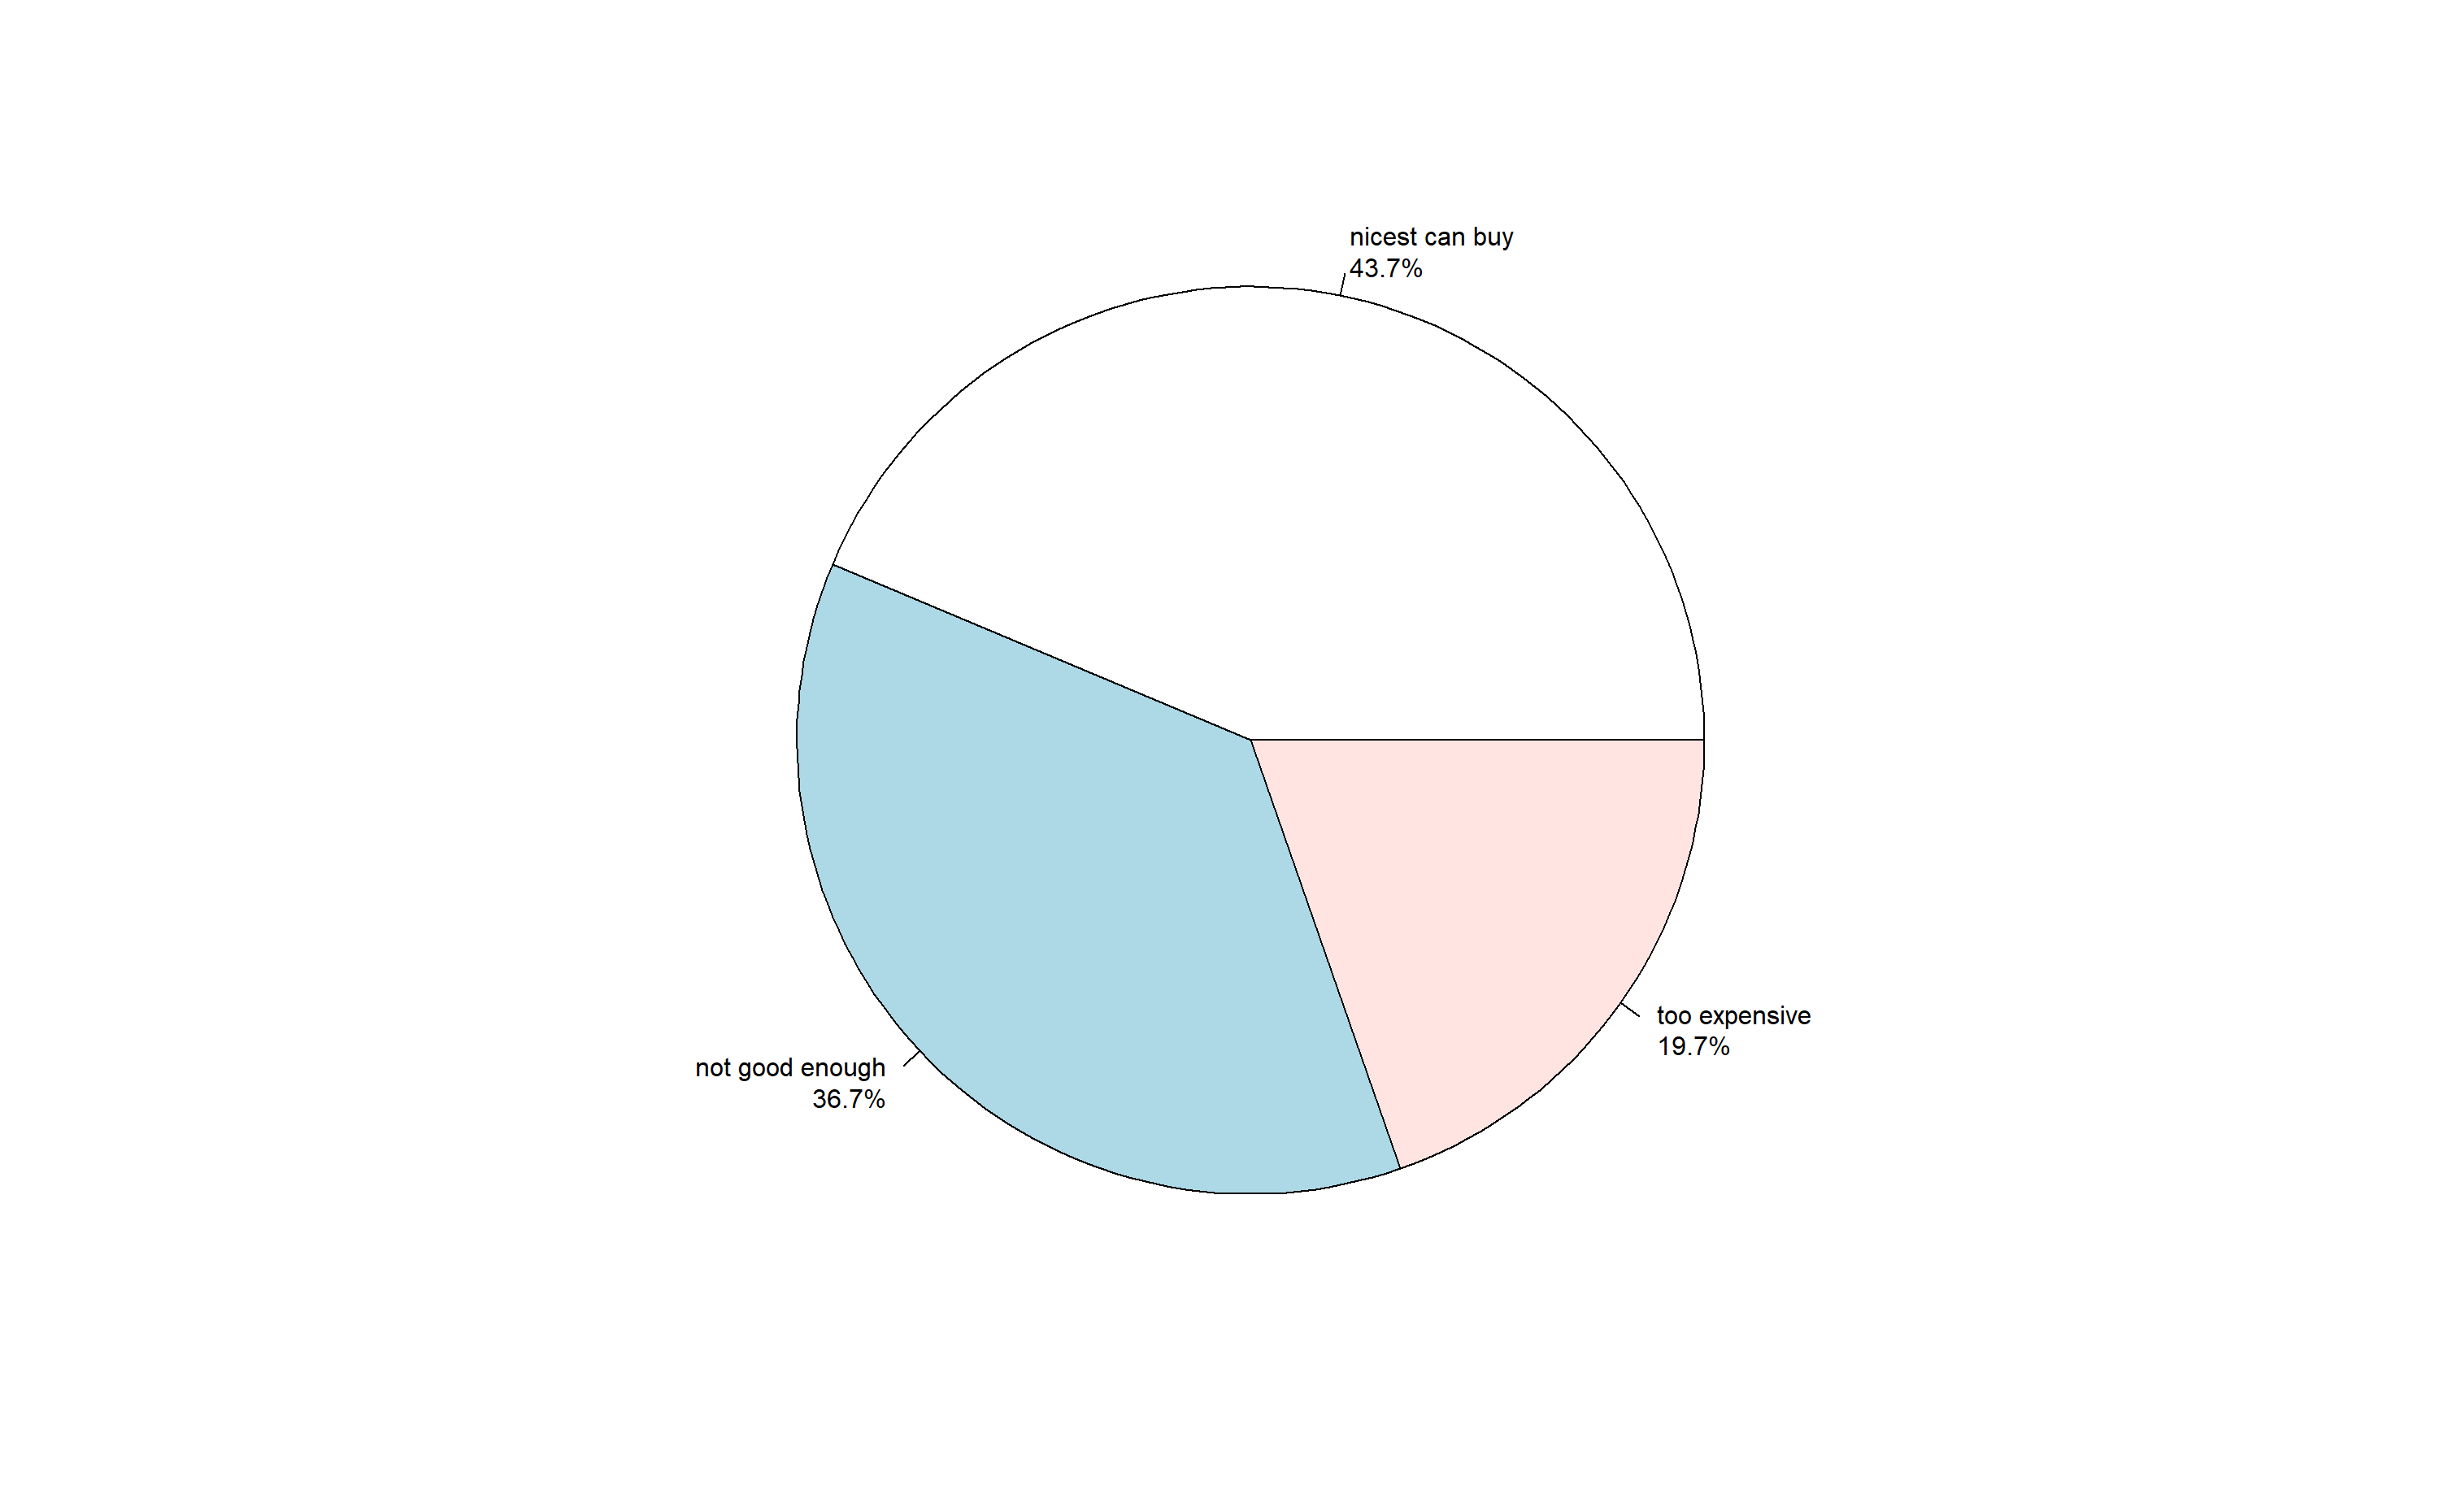 nicest can buy
43.7%
too expensive
19.7%
not good enough
36.7%